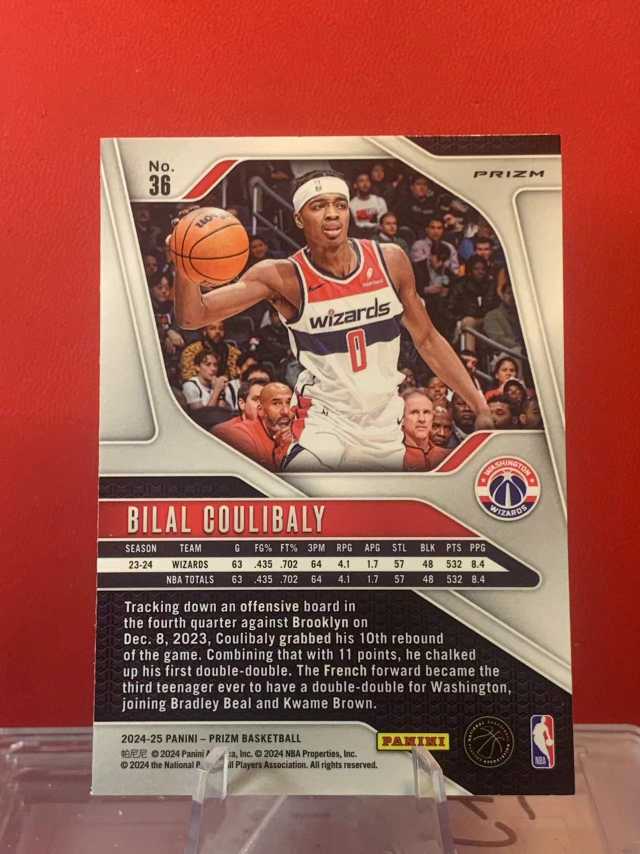 No.
36
PRIZM
wizards
0
WASHINGTON
WIZARDS
BILAL COULIBALY
SEASON TEAM G FG% FT% 3PM RPG APG STL BLK PTS PPG
23-24 WIZARDS 63 .435 .702 64 4.1 1.7 57 48 532 8.4
NBA TOTALS 63 .435 .702 64 4.1 1.7 57 48 532 8.4
Tracking down an offensive board in
the fourth quarter against Brooklyn on
Dec. 8, 2023, Coulibaly grabbed his 10th rebound
of the game. Combining that with 11 points, he chalked
up his first double-double. The French forward became the
third teenager ever to have a double-double for Washington,
joining Bradley Beal and Kwame Brown.
2024-25 PANINI – PRIZM BASKETBALL
PANINI
帕尼尼 © 2024 Panini America, Inc. © 2024 NBA Properties, Inc.
© 2024 the National Basketball Players Association. All rights reserved.
NBA